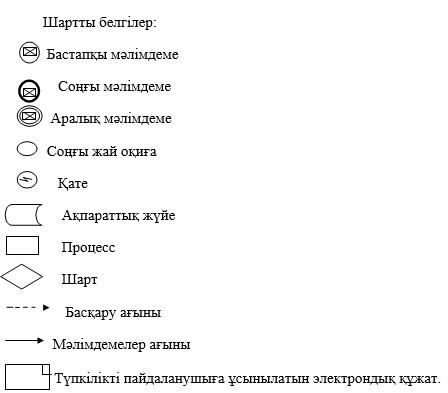 Шартты белгілер:
Бастапқы мәлімдеме
Соңғы мәлімдеме
Аралық мәлімдеме
Соңғы жай оқиға
Қате
Ақпараттық жүйе
Процесс
Шарт
Басқару ағыны
Мәлімдемелер ағыны
Түпкілікті пайдаланушыға ұсынылатын электрондық құжат.